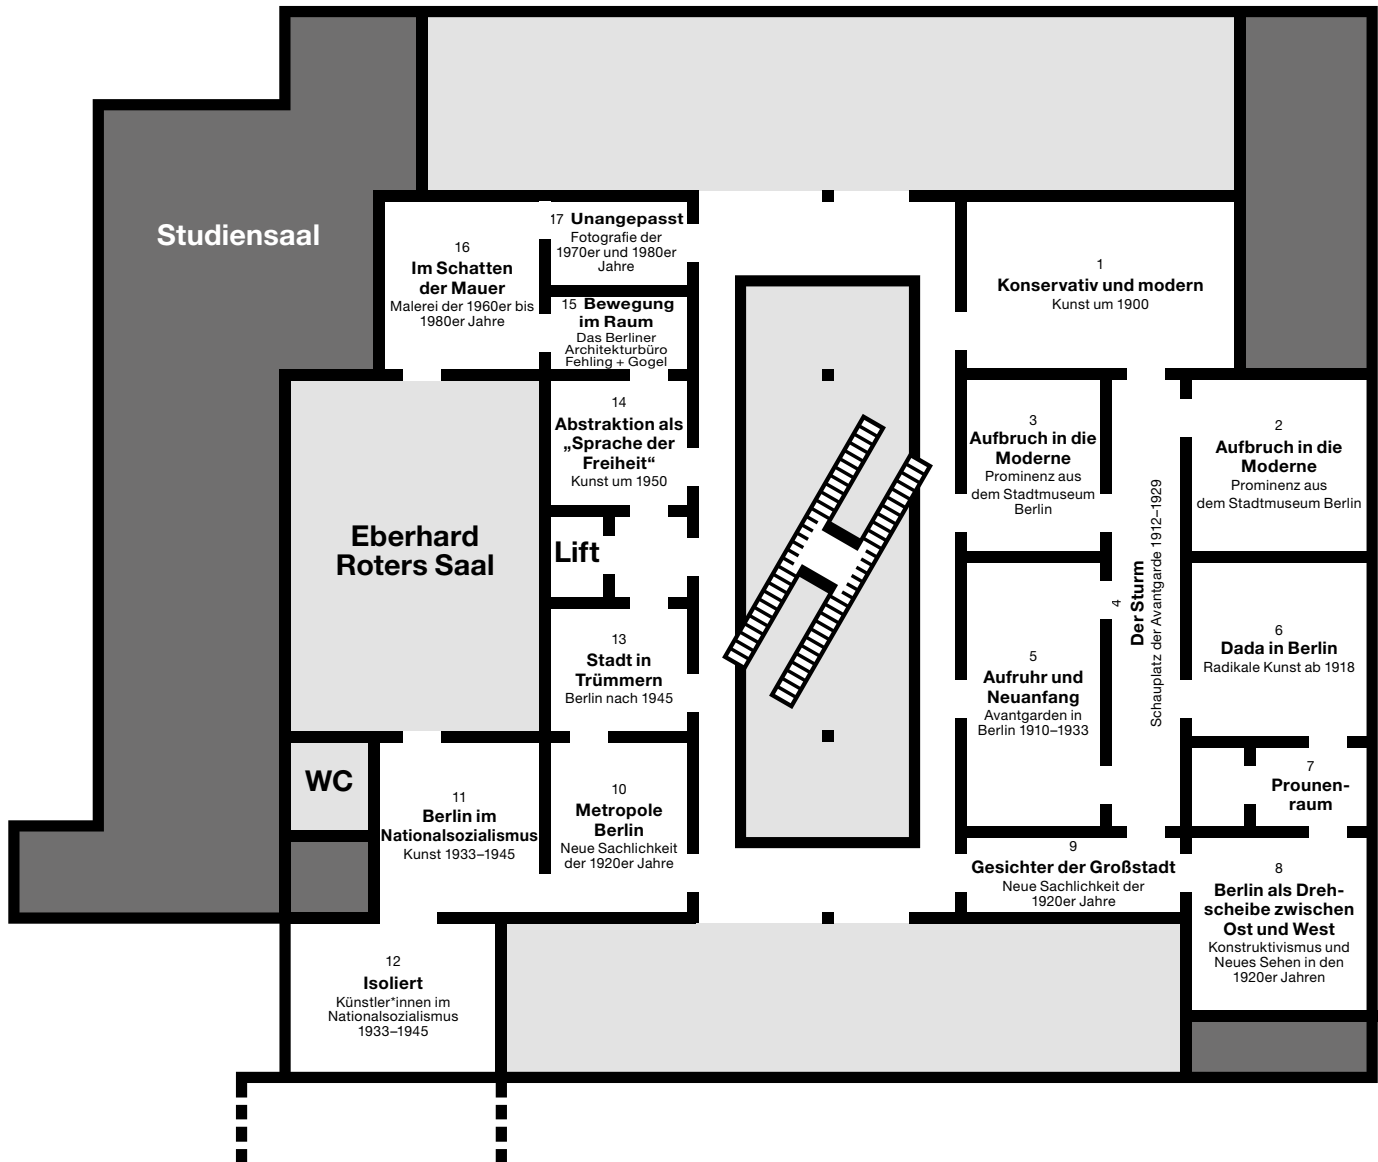 Studiensaal
16
Im Schatten
der Mauer
Malerei der 1960er bis
1980er Jahre
17 Unangepasst
Fotografie der
1970er und 1980er
Jahre
15 Bewegung
im Raum
Das Berliner
Architekturbüro
Fehling + Gogel
1
Konservativ und modern
Kunst um 1900
14
Abstraktion als
„Sprache der
Freiheit“
Kunst um 1950
3
Aufbruch in die
Moderne
Prominenz aus
dem Stadtmuseum
Berlin
2
Aufbruch in die
Moderne
Prominenz aus
dem Stadtmuseum Berlin
Eberhard
Roters Saal
Lift
4
Der Sturm
Schauplatz der Avantgarde 1912–1929
13
Stadt in
Trümmern
Berlin nach 1945
5
Aufruhr und
Neuanfang
Avantgarden in
Berlin 1910–1933
6
Dada in Berlin
Radikale Kunst ab 1918
WC
11
Berlin im
Nationalsozialismus
Kunst 1933–1945
10
Metropole
Berlin
Neue Sachlichkeit
der 1920er Jahre
7
Prounen-
raum
9
Gesichter der Großstadt
Neue Sachlichkeit der
1920er Jahre
8
Berlin als Dreh-
scheibe zwischen
Ost und West
Konstruktivismus und
Neues Sehen in den
1920er Jahren
12
Isoliert
Künstler*innen im
Nationalsozialismus
1933–1945